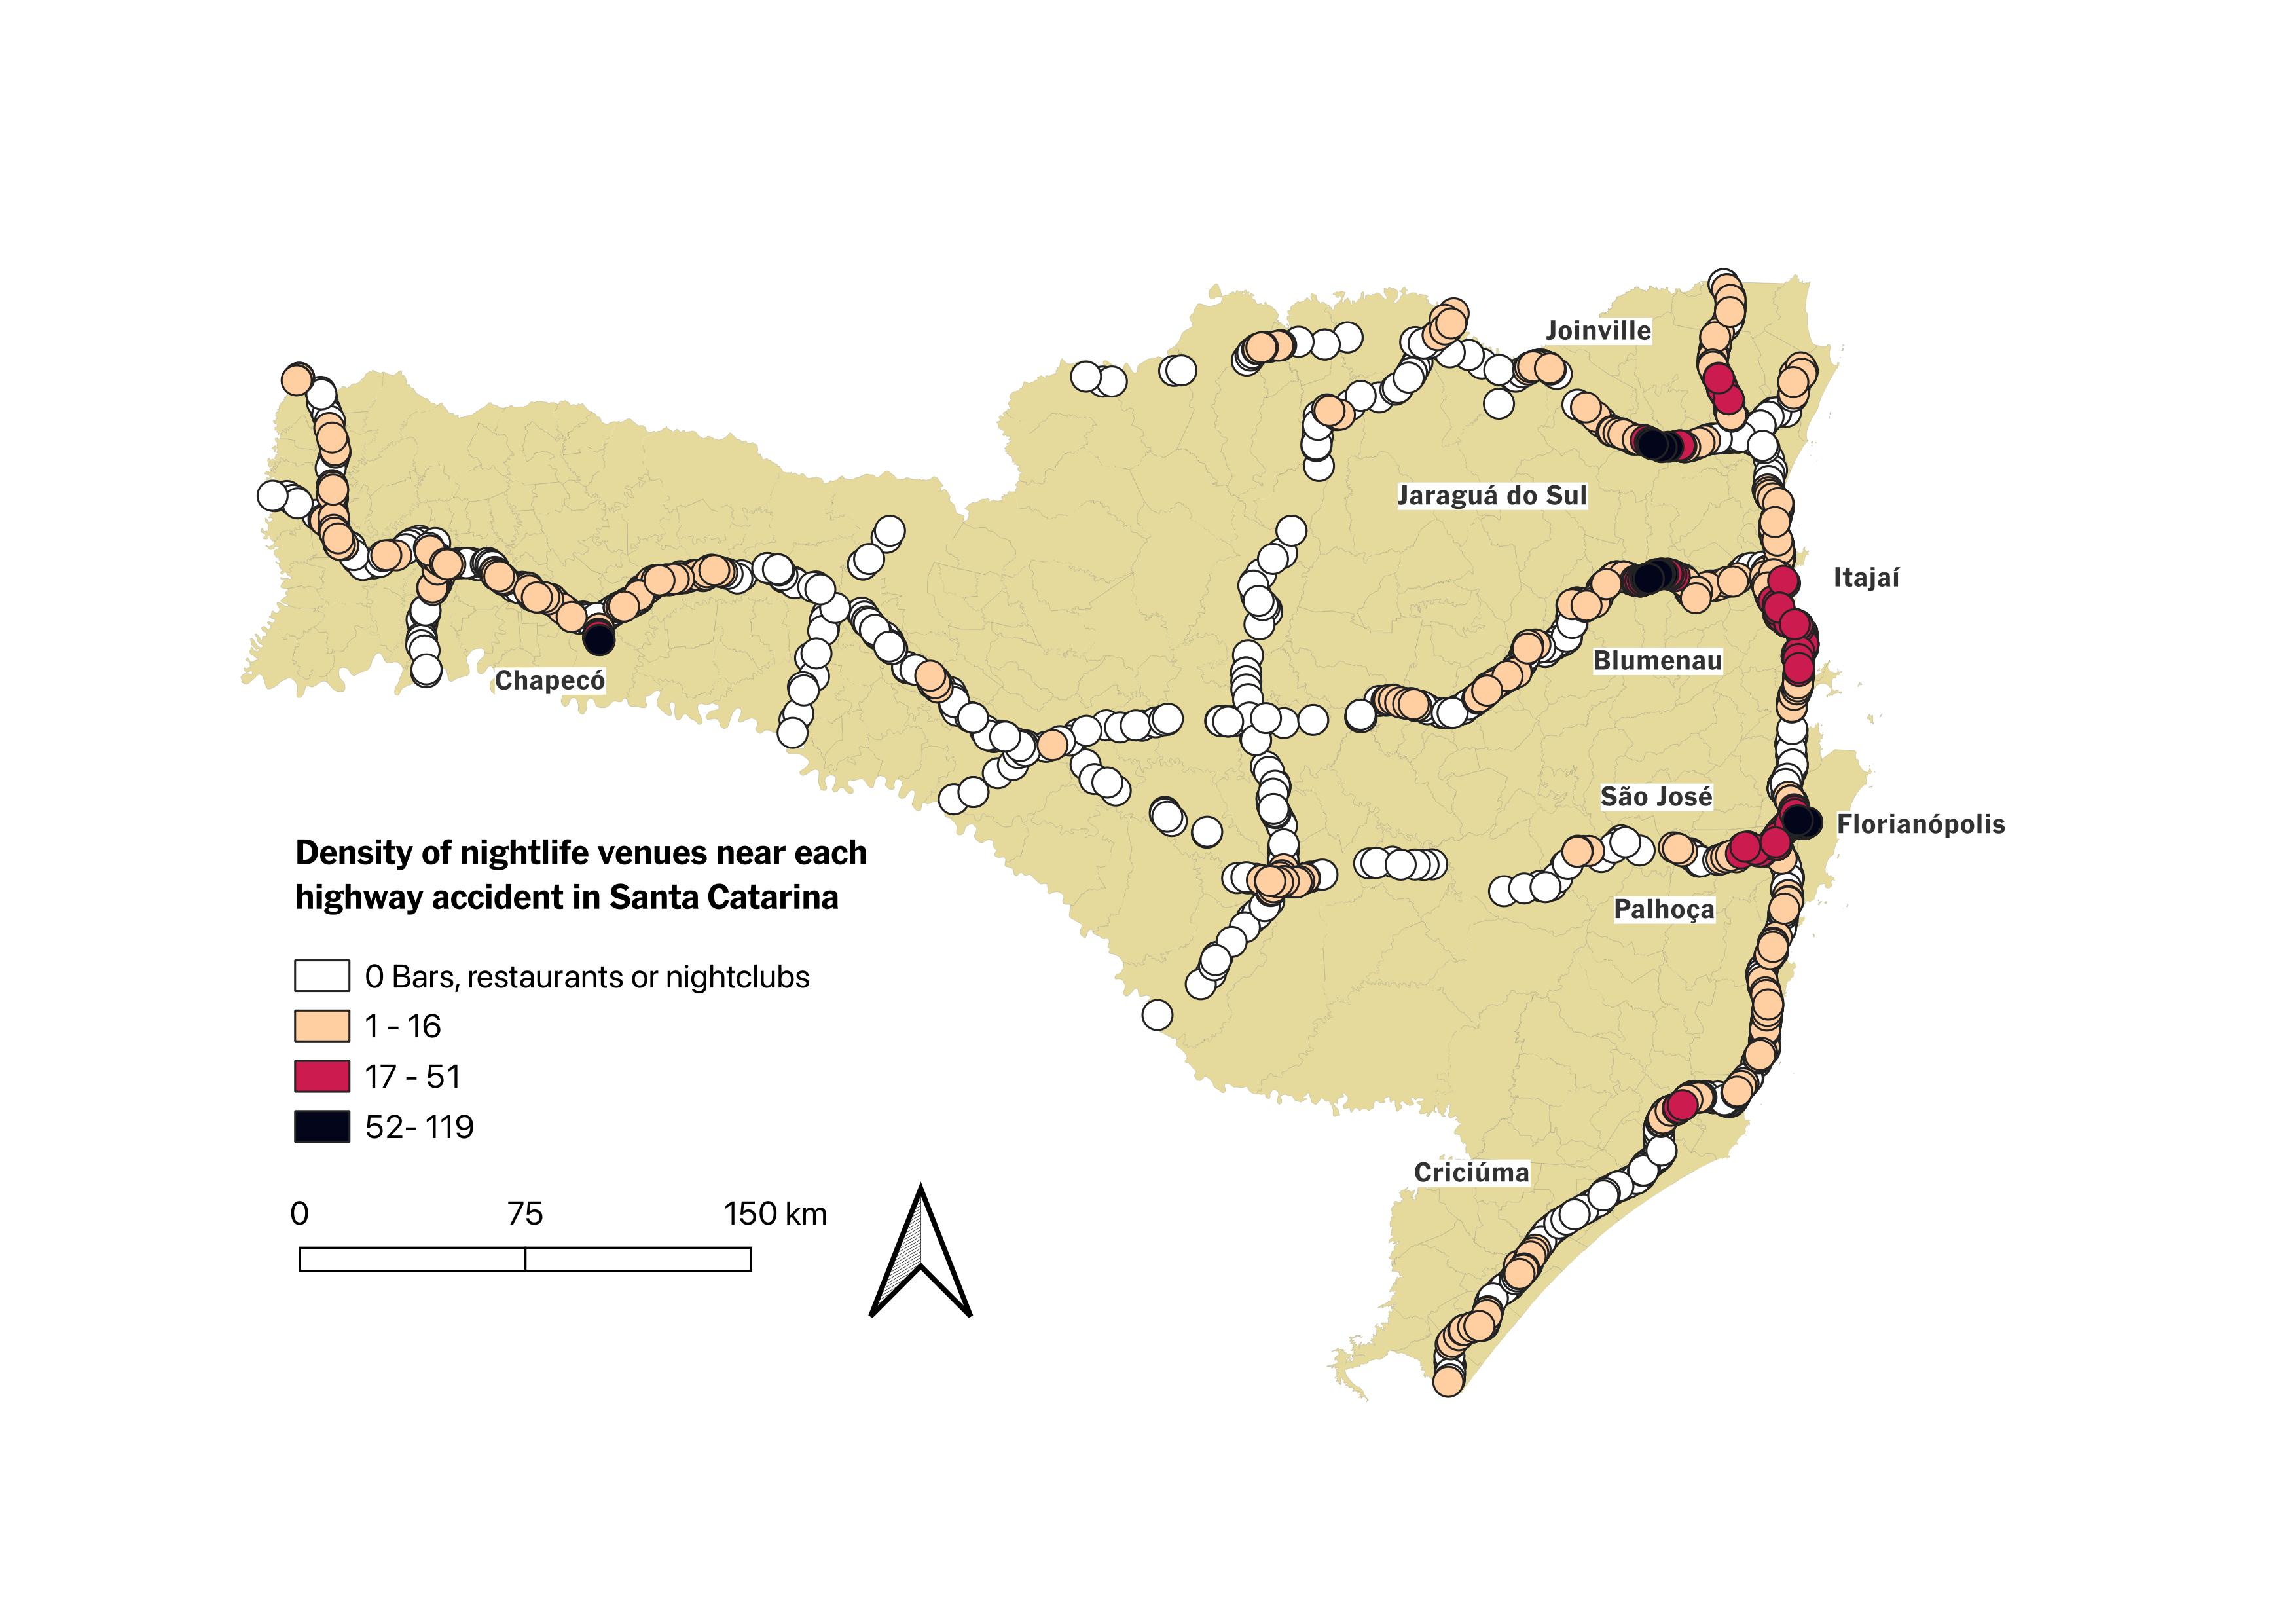 Joinville
Jaraguá do Sul
Itajaí
Blumenau
Chapecó
São José
Florianópolis
Palhoça
Criciúma
Density of nightlife venues near each
highway accident in Santa Catarina
0 Bars, restaurants or nightclubs
1 - 16
17 - 51
52- 119
0 75 150 km